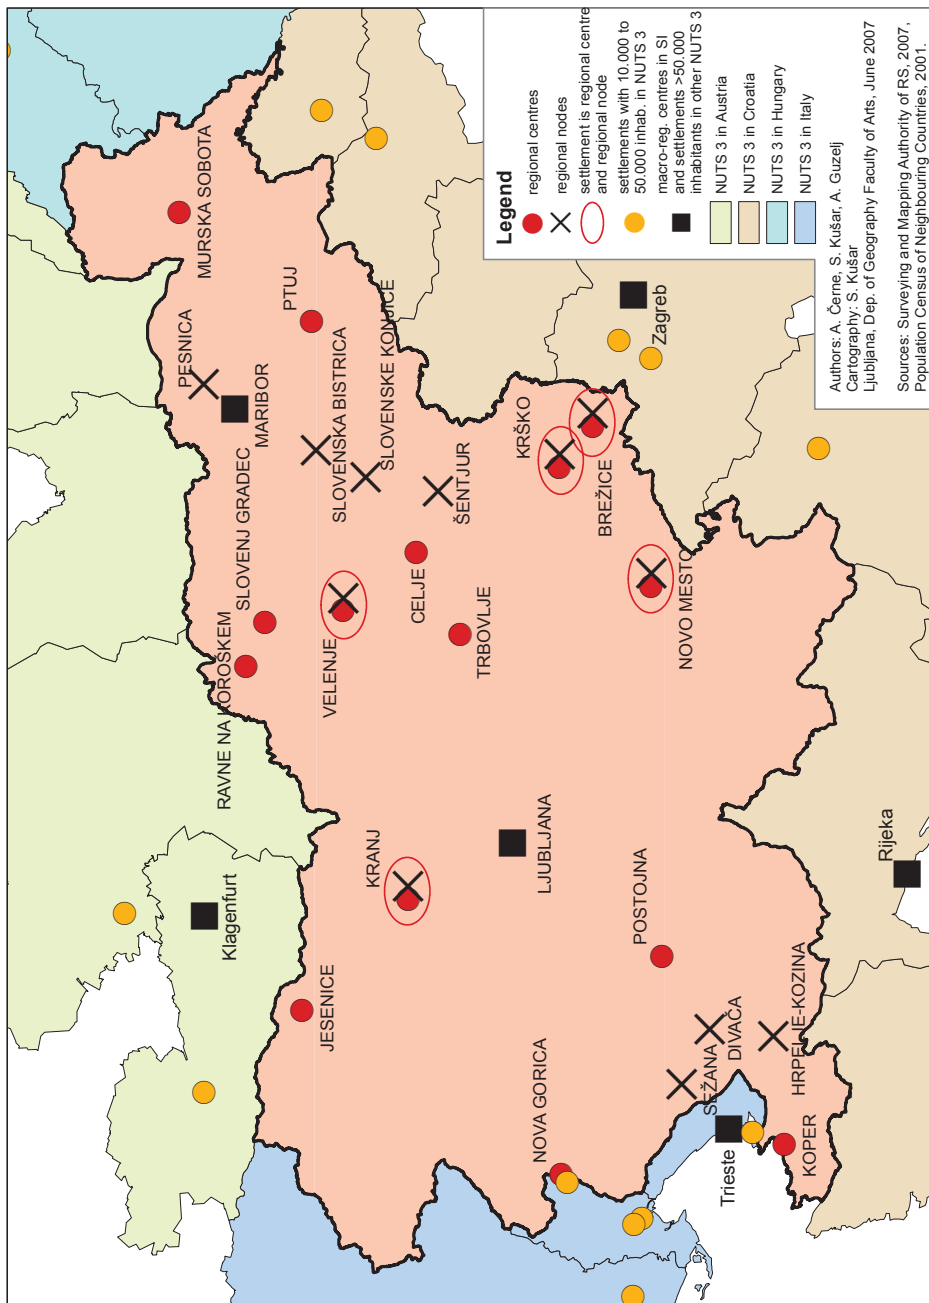 MURSKA SOBOTA
PESNICA
MARIBOR
PTUJ
SLOVENJ GRADEC
RAVNE NA KOROŠKEM
SLOVENSKA BISTRICA
SLOVENSKE KONJICE
VELENJE
CELJE
ŠENTJUR
TRBOVLJE
KRŠKO
BREŽICE
NOVO MESTO
Zagreb
Klagenfurt
JESENICE
KRANJ
LJUBLJANA
POSTOJNA
NOVA GORICA
SEŽANA
DIVAČA
HRPELJE-KOZINA
KOPER
Trieste
Rijeka
Legend
regional centres
regional nodes
settlement is regional centre
and regional node
settlements with 10.000 to
50.000 inhab. in NUTS 3
macro-reg. centres in SI
and settlements >50.000
inhabitants in other NUTS 3
NUTS 3 in Austria
NUTS 3 in Croatia
NUTS 3 in Hungary
NUTS 3 in Italy
Authors: A. Černe, S. Kušar, A. Guzelj
Cartography: S. Kušar
Ljubljana, Dep. of Geography Faculty of Arts, June 2007
Sources: Surveying and Mapping Authority of RS, 2007,
Population Census of Neighbouring Countries, 2001.